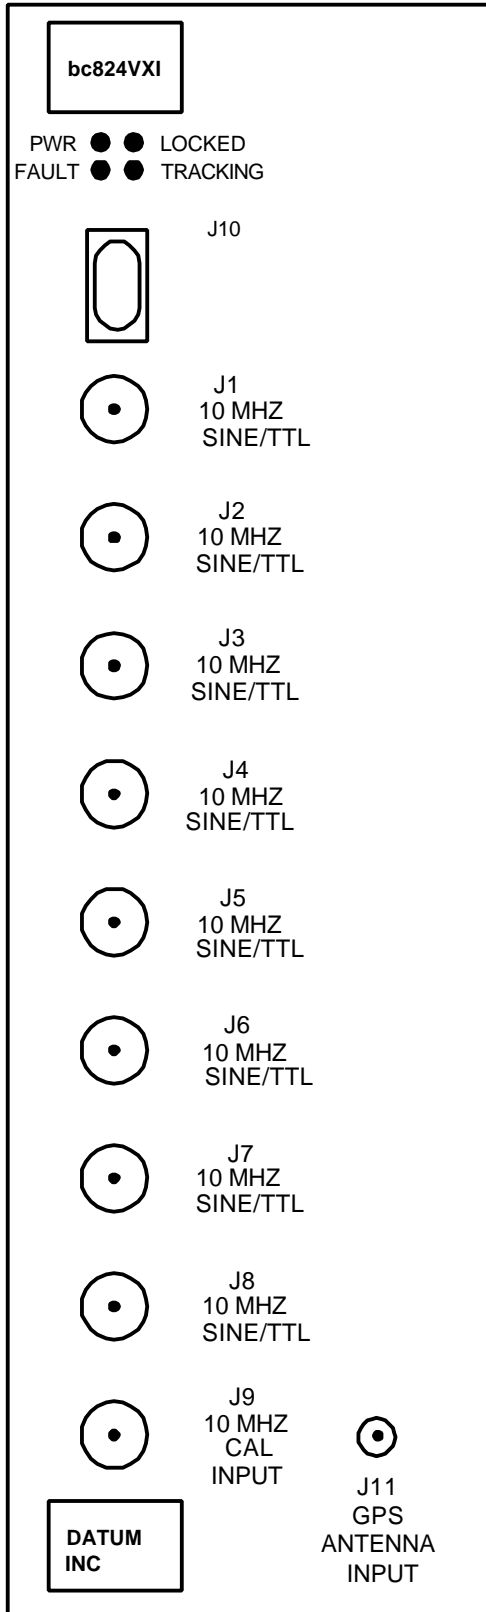 bc824VXI
PWR LOCKED
FAULT TRACKING
J10
J1
10 MHZ
SINE/TTL
J2
10 MHZ
SINE/TTL
J3
10 MHZ
SINE/TTL
J4
10 MHZ
SINE/TTL
J5
10 MHZ
SINE/TTL
J6
10 MHZ
SINE/TTL
J7
10 MHZ
SINE/TTL
J8
10 MHZ
SINE/TTL
J9
10 MHZ
CAL
INPUT
J11
GPS
ANTENNA
INPUT
DATUM
INC